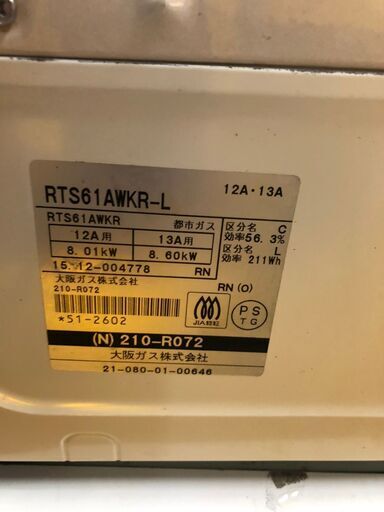 RTS61AWKR-L 12A・13A
RTS61AWKR 都市ガス
12A用 13A用
8.01kW 8.60kW
区分名 C
効率56.3%
区分名 L
効率 211Wh
15.12-004778 RN
大阪ガス株式会社
210-R072
RN (O)
*51-2602
JIA認証
PS
TG
(N) 210-R072
大阪ガス株式会社
21-080-01-00646